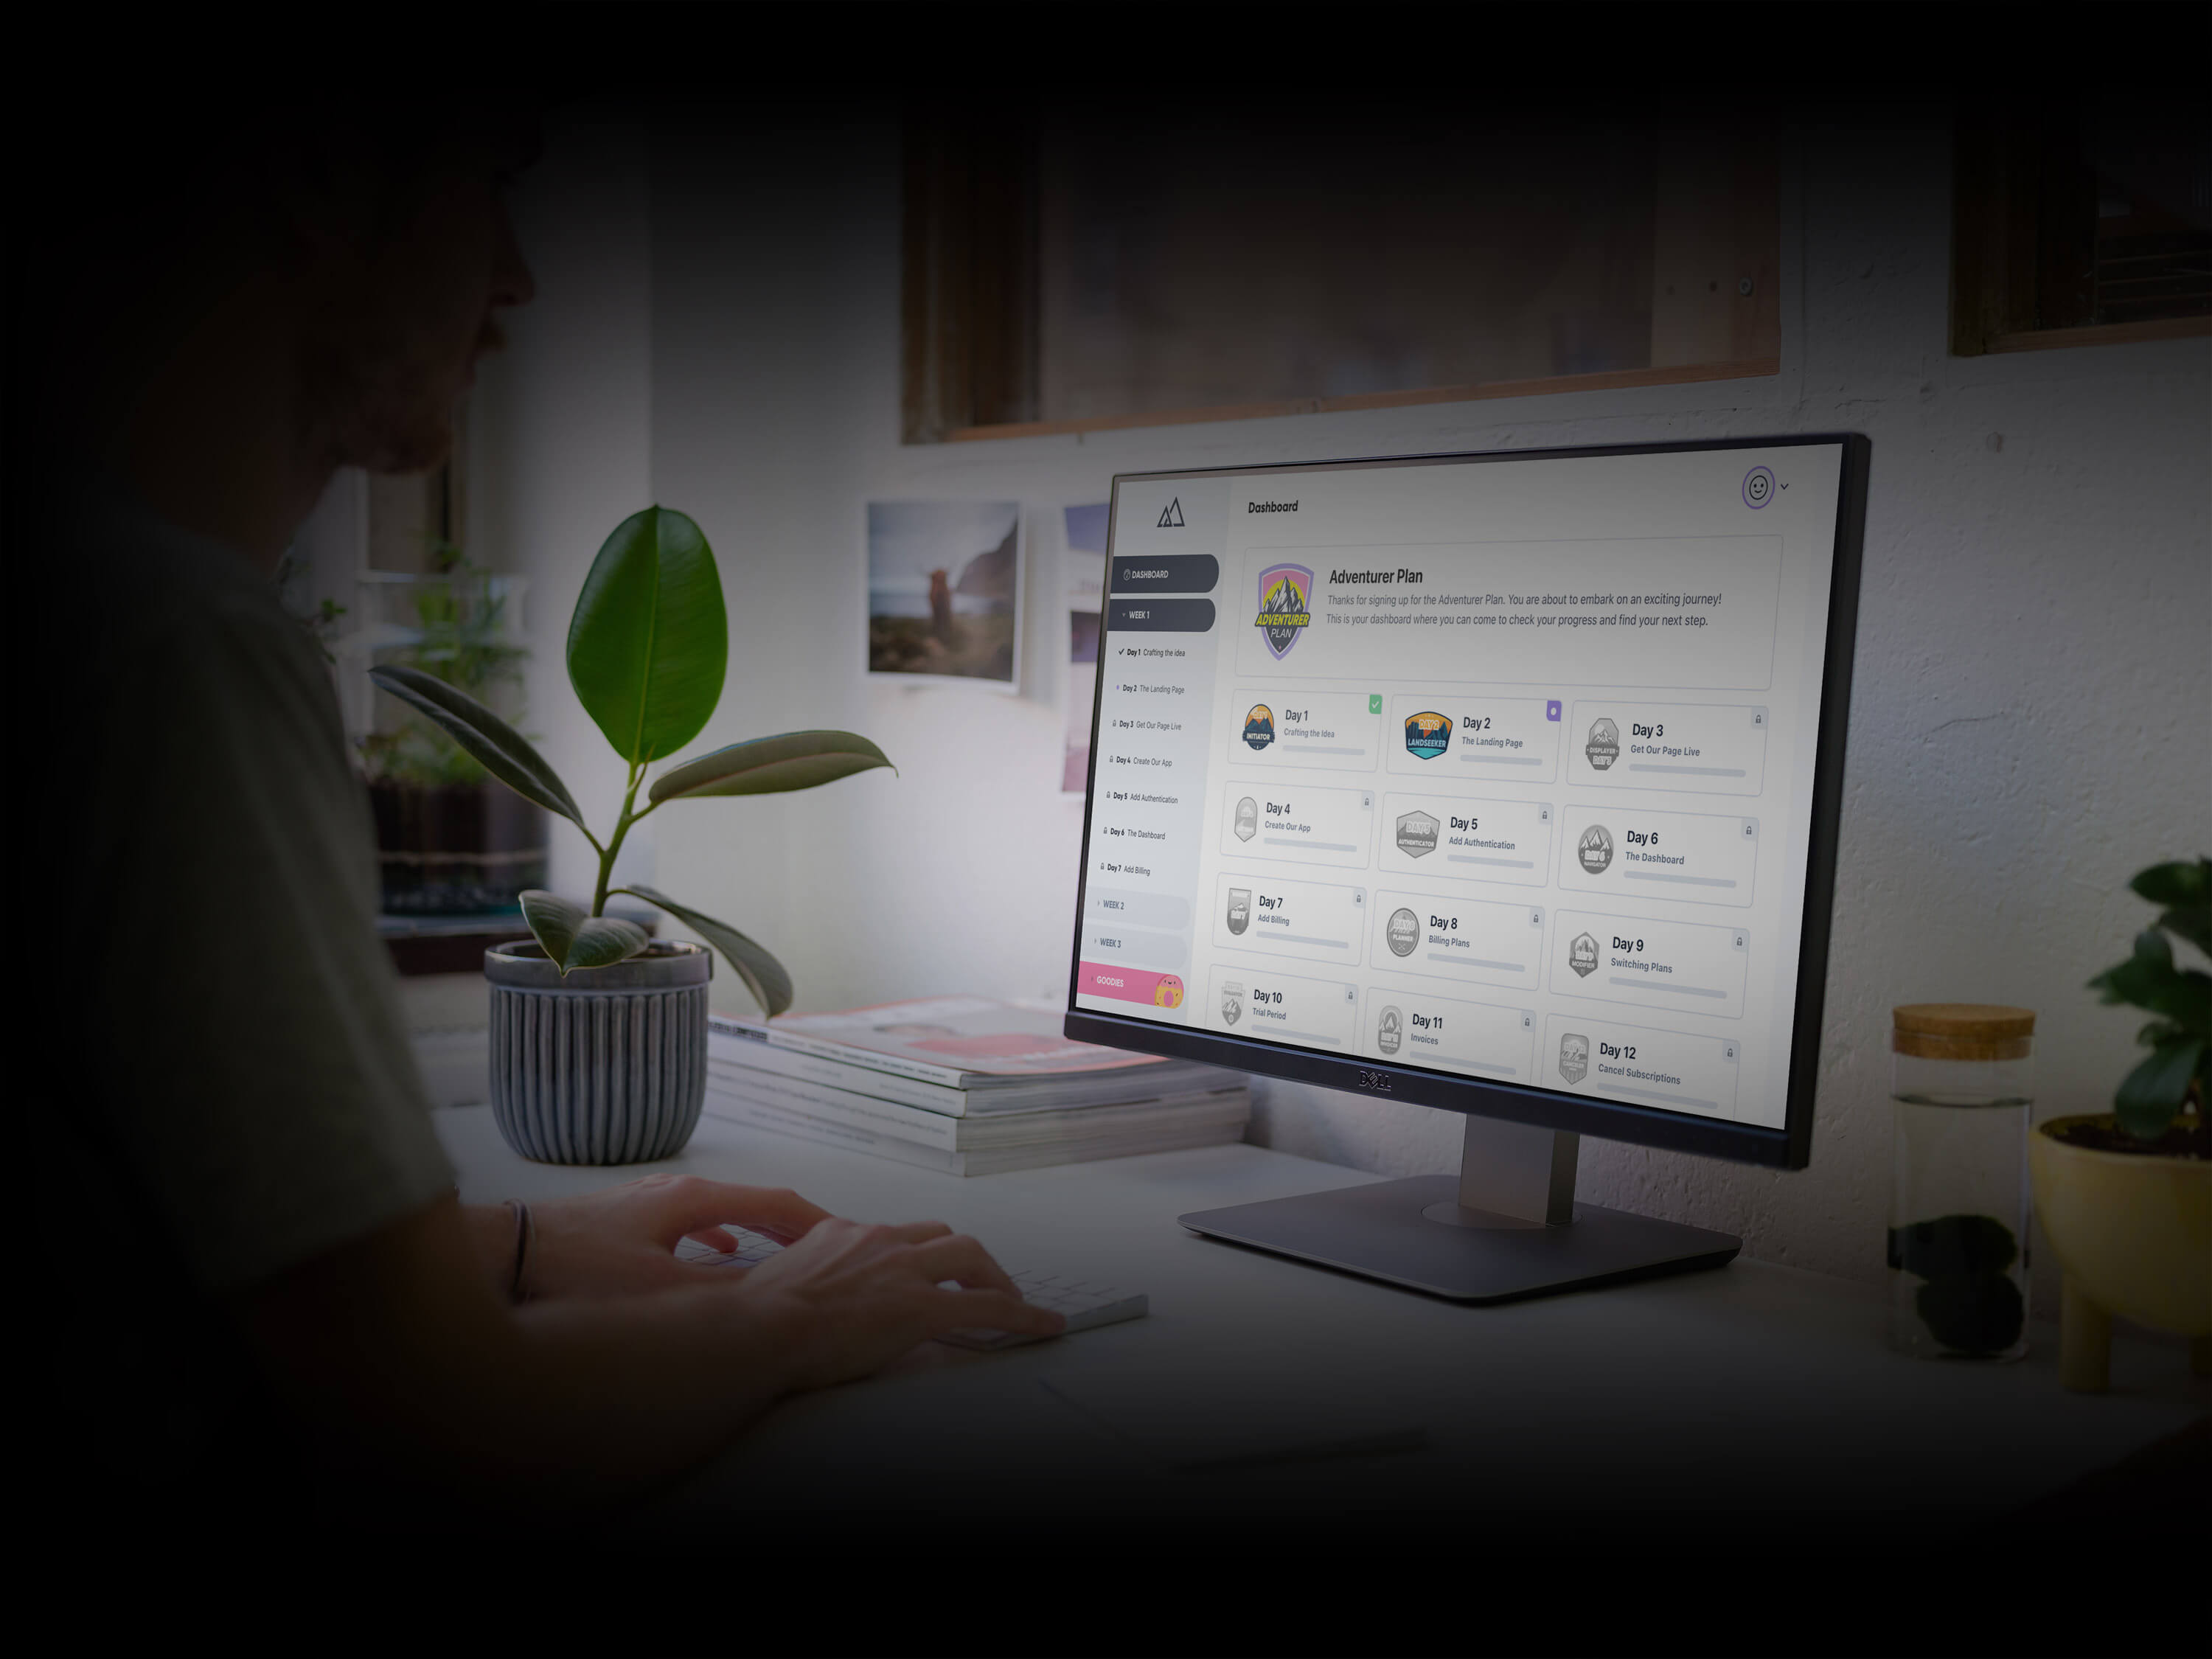 Dashboard
DASHBOARD
WEEK 1
Day 1 Crafting the Idea
Day 2 The Landing Page
Day 3 Get Our Page Live
Day 4 Create Our App
Day 5 Add Authentication
Day 6 The Dashboard
Day 7 Add Billing
WEEK 2
WEEK 3
GOODIES
ADVENTURER
PLAN
Adventurer Plan
Thanks for signing up for the Adventurer Plan. You are about to embark on an exciting journey!
This is your dashboard where you can come to check your progress and find your next step.
INITIATOR
Day 1
Crafting the Idea
LANDSEEKER
Day 2
The Landing Page
DISPLAYER
Day 3
Get Our Page Live
Day 4
Create Our App
AUTHENTICATOR
Day 5
Add Authentication
Day 6
The Dashboard
Day 7
Add Billing
PLANNER
Day 8
Billing Plans
MODIFIER
Day 9
Switching Plans
Day 10
Trial Period
Day 11
Invoices
Day 12
Cancel Subscriptions
DELL